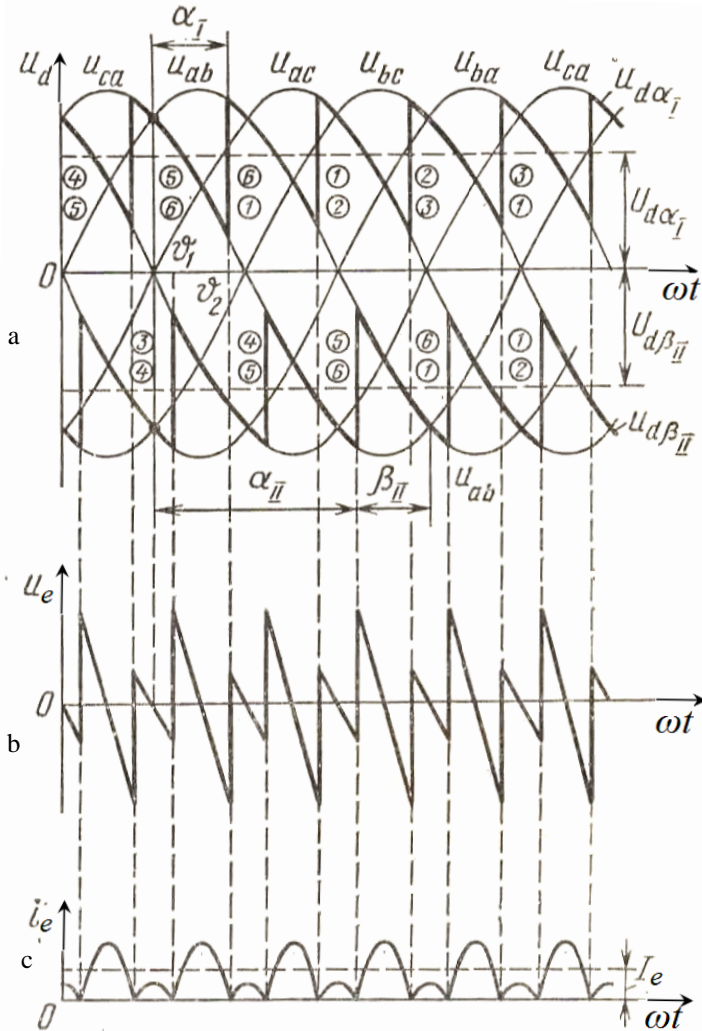 α_I
u_d u_ca u_ab u_ac u_bc u_ba u_ca u_dα_I
④ ⑤ ⑥ ① ② ③
⑤ ⑥ ① ② ③ ①
U_dα_I
ϑ₁
0 ϑ₂ ωt
a
③ ④ ⑤ ⑥ ①
④ ⑤ ⑥ ① ②
U_dβ_II
u_dβ_II
α_II β_II u_ab
u_e
0 ωt
b
i_e
c I_e
0 ωt